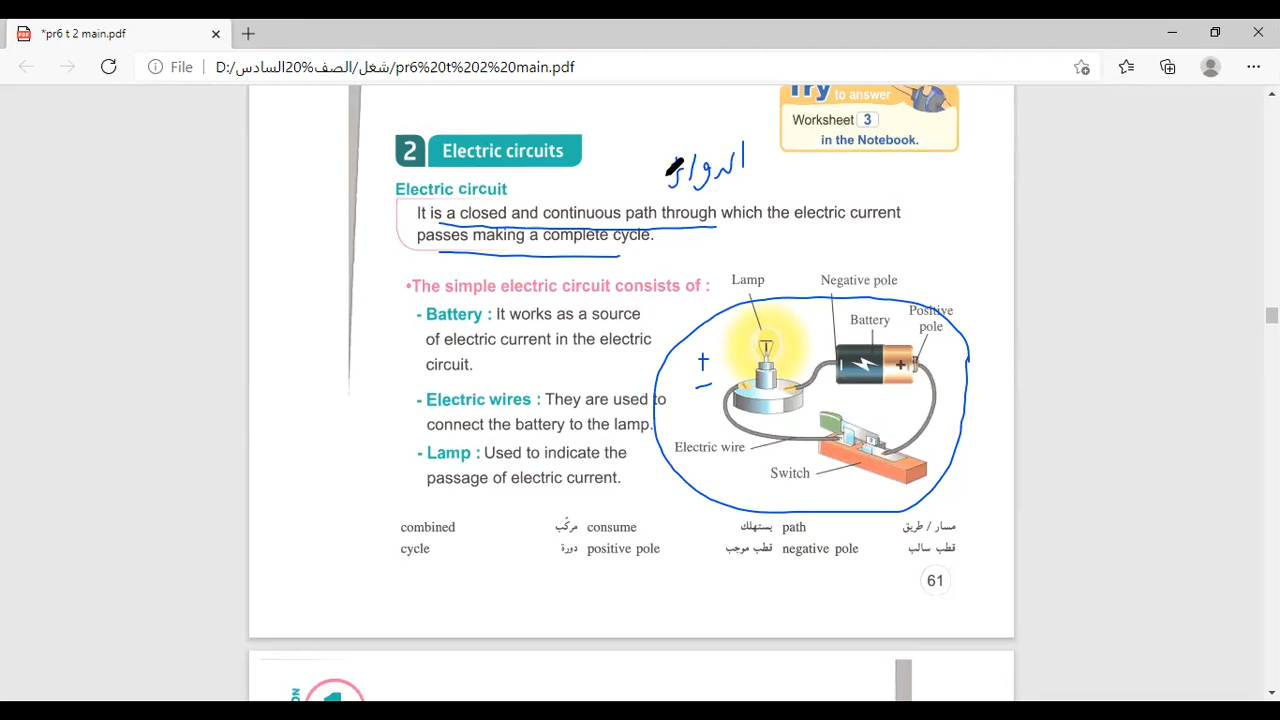 *pr6 t 2 main.pdf
File
D:/شغل/الصف%20السادس/pr6%20t%202%20main.pdf
Try
to answer
Worksheet 3
in the Notebook.
2 Electric circuits
Electric circuit
It is a closed and continuous path through which the electric current
passes making a complete cycle.
•The simple electric circuit consists of :
- Battery : It works as a source
of electric current in the electric
circuit.
- Electric wires : They are used to
connect the battery to the lamp.
- Lamp : Used to indicate the
passage of electric current.
Lamp
Negative pole
Battery
Positive
pole
+
−
+
Electric wire
Switch
combined مركّب consume يستهلك path مسار / طريق
cycle دورة positive pole قطب موجب negative pole قطب سالب
61